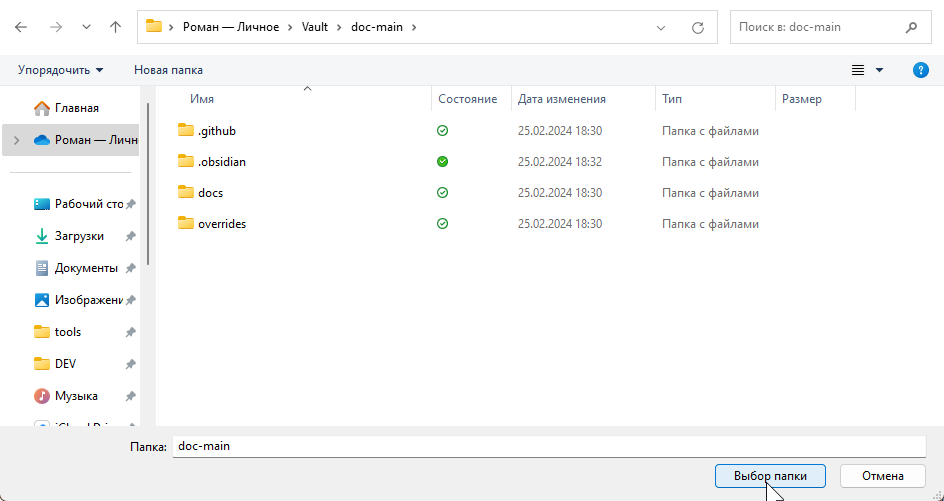 Роман — Личное > Vault > doc-main >
Поиск в: doc-main
Упорядочить
Новая папка
?
Имя
Состояние
Дата изменения
Тип
Размер
Главная
Роман — Личн
Рабочий сто
Загрузки
Документы
Изображени
tools
DEV
Музыка
iCloud Driv
.github 25.02.2024 18:30 Папка с файлами
.obsidian 25.02.2024 18:32 Папка с файлами
docs 25.02.2024 18:30 Папка с файлами
overrides 25.02.2024 18:30 Папка с файлами
Папка: doc-main
Выбор папки
Отмена